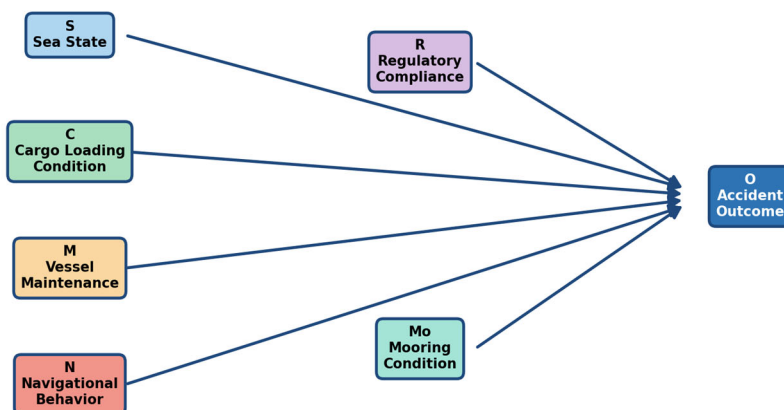 S
Sea State
R
Regulatory
Compliance
C
Cargo Loading
Condition
O
Accident
Outcome
M
Vessel
Maintenance
Mo
Mooring
Condition
N
Navigational
Behavior